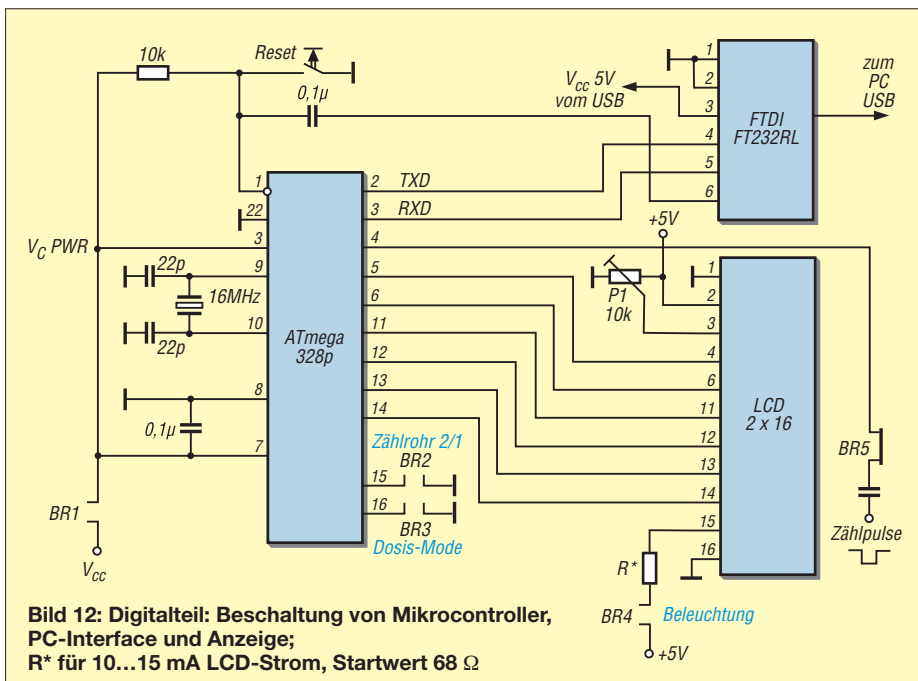 10k
Reset
0,1µ
V_CC 5V
vom USB
1
2
3
4
5
6
FTDI
FT232RL
zum
PC
USB
1
22
3
9
10
8
7
2 TXD
3 RXD
4
5
6
11
12
13
14
15
16
ATmega
328p
V_C PWR
22p
16MHz
22p
0,1µ
BR1
V_CC
Zählrohr 2/1
BR2
BR3
Dosis-Mode
+5V
P1
10k
1
2
3
4
6
11
12
13
14
15
16
LCD
2 x 16
BR5
Zählpulse
R*
BR4
Beleuchtung
+5V
Bild 12: Digitalteil: Beschaltung von Mikrocontroller,
PC-Interface und Anzeige;
R* für 10...15 mA LCD-Strom, Startwert 68 Ω